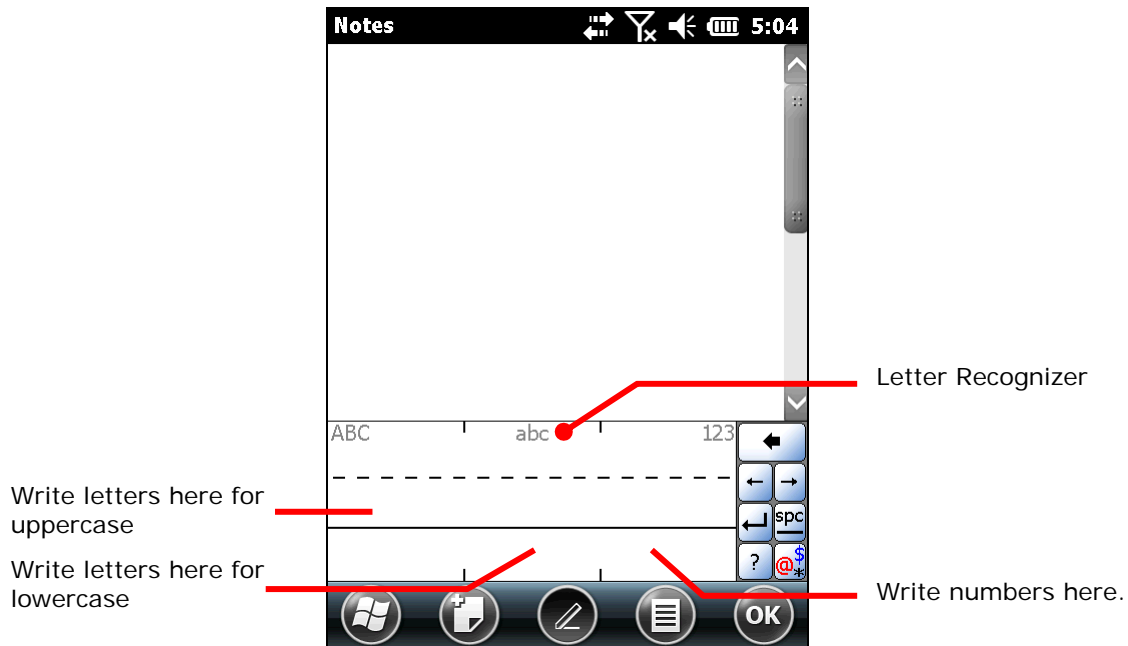 Notes 5:04
Letter Recognizer
ABC abc 123
spc
Write letters here for
uppercase
? @$*
Write letters here for
lowercase
Write numbers here.
OK